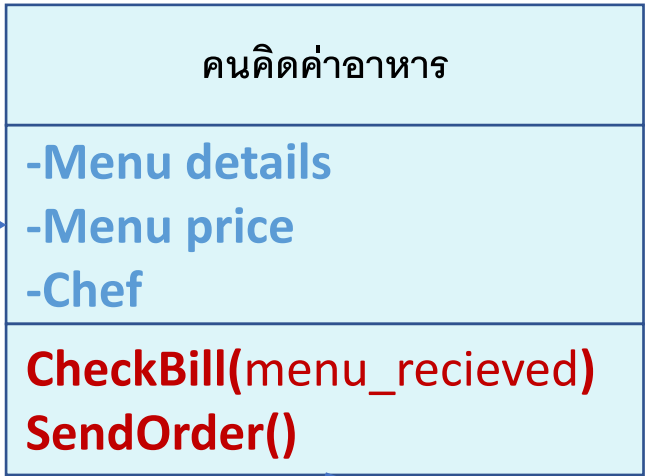 คนคิดค่าอาหาร
-Menu details
-Menu price
-Chef
CheckBill(menu_recieved)
SendOrder()